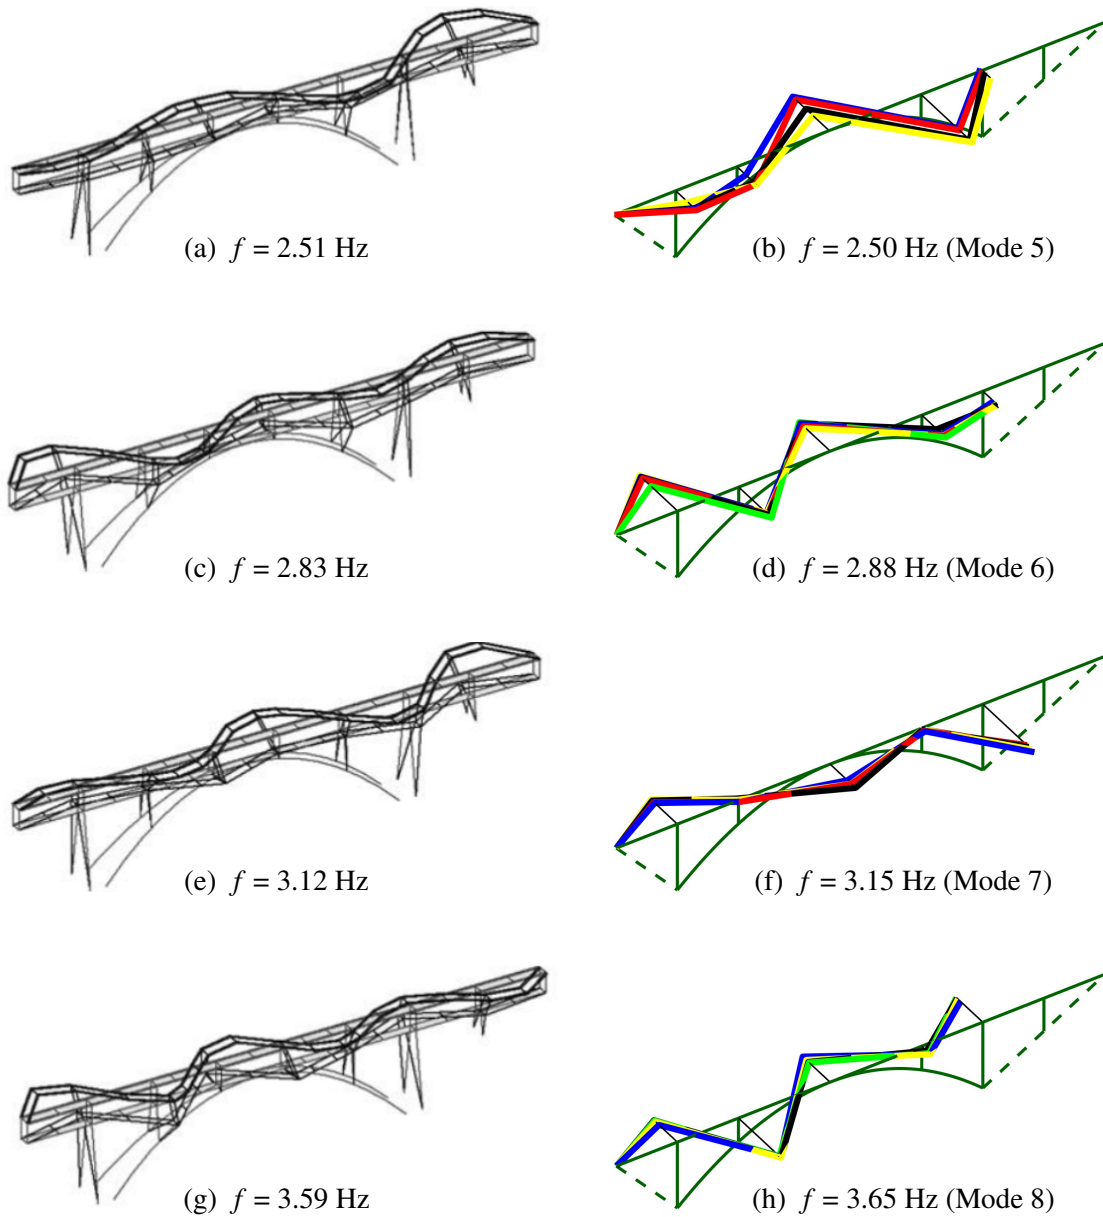 (a) f = 2.51 Hz
(b) f = 2.50 Hz (Mode 5)
(c) f = 2.83 Hz
(d) f = 2.88 Hz (Mode 6)
(e) f = 3.12 Hz
(f) f = 3.15 Hz (Mode 7)
(g) f = 3.59 Hz
(h) f = 3.65 Hz (Mode 8)